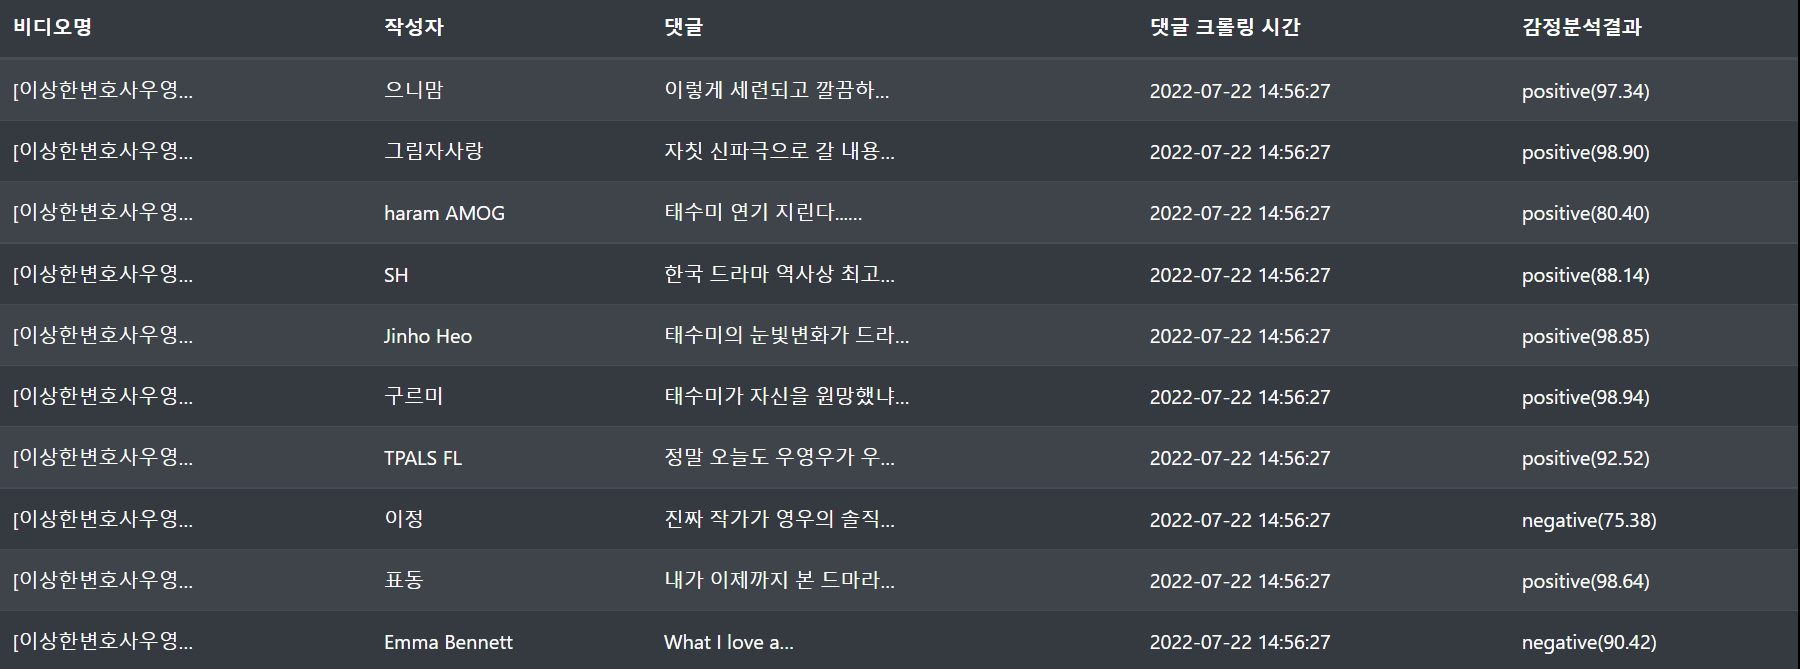 비디오명 작성자 댓글 댓글 크롤링 시간 감정분석결과
[이상한변호사우영... 으니맘 이렇게 세련되고 깔끔하... 2022-07-22 14:56:27 positive(97.34)
[이상한변호사우영... 그림자사랑 자칫 신파극으로 갈 내용... 2022-07-22 14:56:27 positive(98.90)
[이상한변호사우영... haram AMOG 태수미 연기 지린다...... 2022-07-22 14:56:27 positive(80.40)
[이상한변호사우영... SH 한국 드라마 역사상 최고... 2022-07-22 14:56:27 positive(88.14)
[이상한변호사우영... Jinho Heo 태수미의 눈빛변화가 드라... 2022-07-22 14:56:27 positive(98.85)
[이상한변호사우영... 구르미 태수미가 자신을 원망했냐... 2022-07-22 14:56:27 positive(98.94)
[이상한변호사우영... TPALS FL 정말 오늘도 우영우가 우... 2022-07-22 14:56:27 positive(92.52)
[이상한변호사우영... 이정 진짜 작가가 영우의 솔직... 2022-07-22 14:56:27 negative(75.38)
[이상한변호사우영... 표동 내가 이제까지 본 드마라... 2022-07-22 14:56:27 positive(98.64)
[이상한변호사우영... Emma Bennett What I love a... 2022-07-22 14:56:27 negative(90.42)